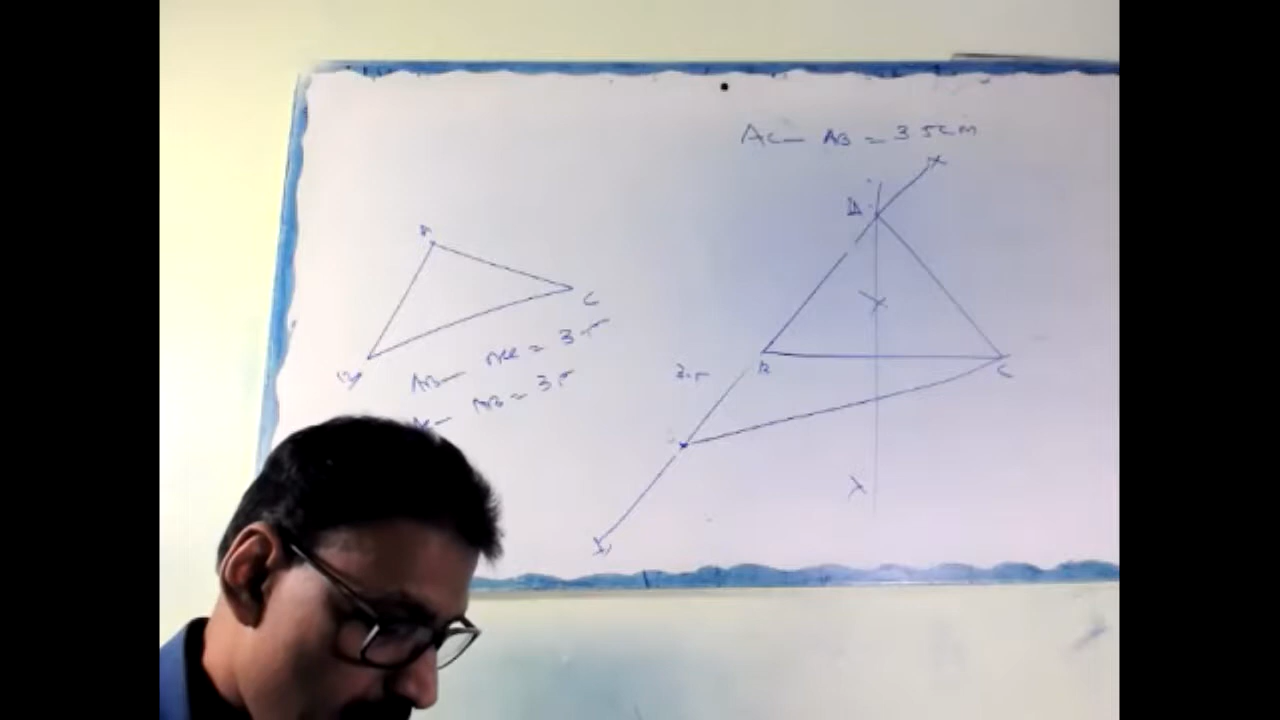 AC - AB = 3.5cm
A
C
B
AB - AC = 3.5
AC - AB = 3.5
A
X
B
C
3.5